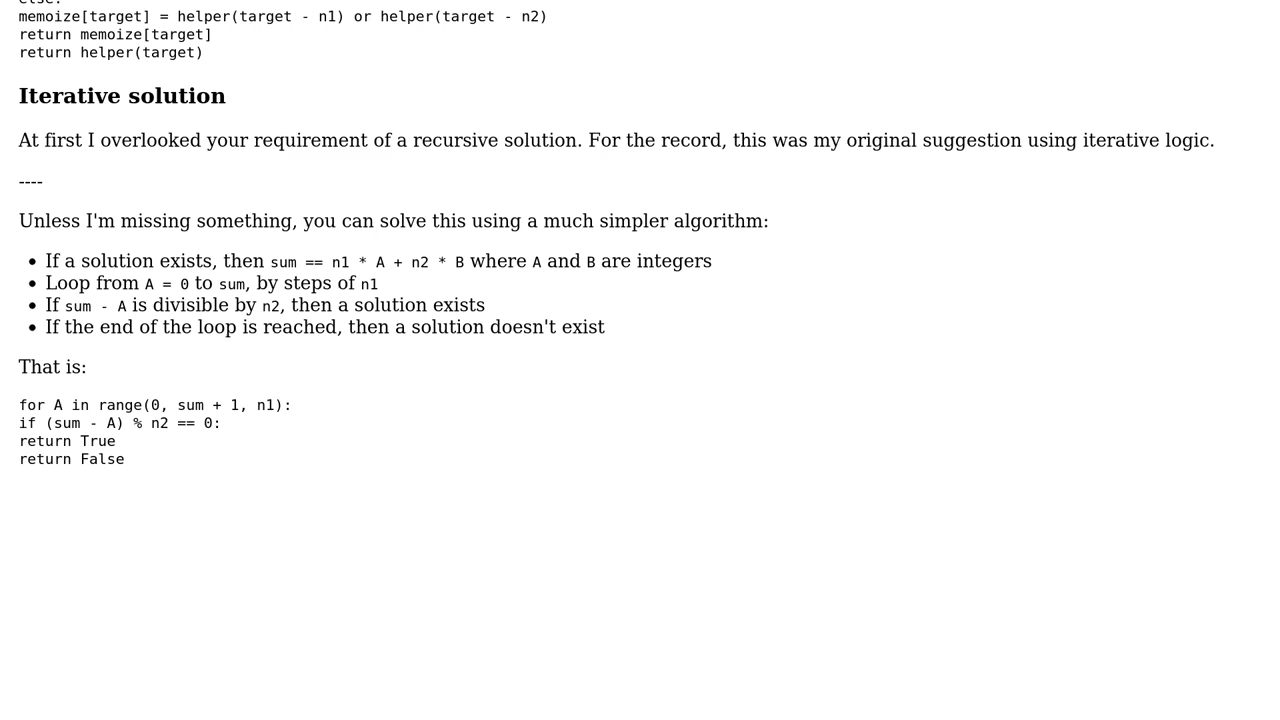 else:
memoize[target] = helper(target - n1) or helper(target - n2)
return memoize[target]
return helper(target)
Iterative solution
At first I overlooked your requirement of a recursive solution. For the record, this was my original suggestion using iterative logic.
----
Unless I'm missing something, you can solve this using a much simpler algorithm:
• If a solution exists, then sum == n1 * A + n2 * B where A and B are integers
• Loop from A = 0 to sum, by steps of n1
• If sum - A is divisible by n2, then a solution exists
• If the end of the loop is reached, then a solution doesn't exist
That is:
for A in range(0, sum + 1, n1):
if (sum - A) % n2 == 0:
return True
return False